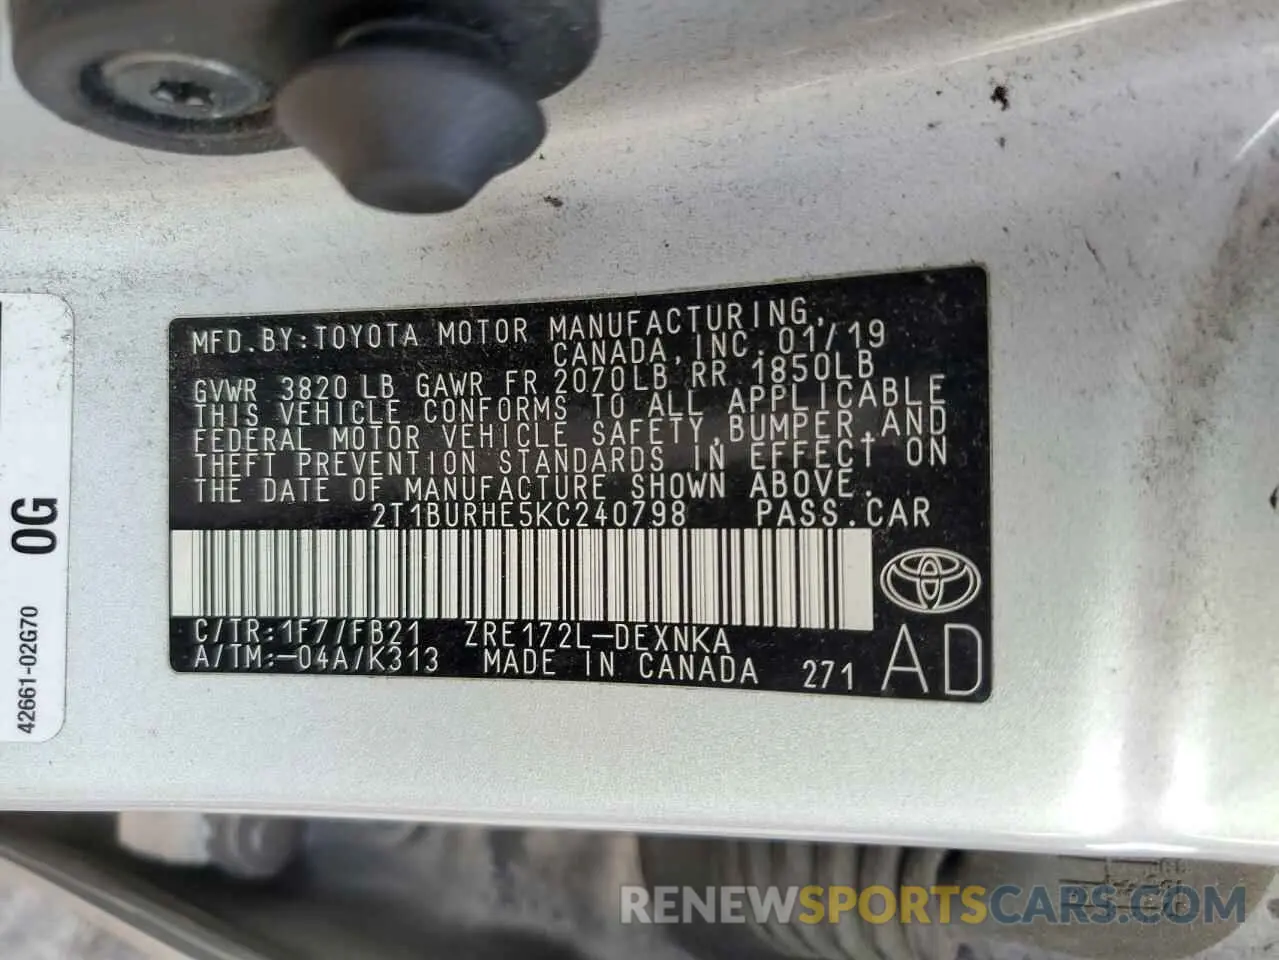 MFD.BY:TOYOTA MOTOR MANUFACTURING,
CANADA,INC. 01/19
GVWR 3820LB GAWR FR 2070LB RR 1850LB
THIS VEHICLE CONFORMS TO ALL APPLICABLE
FEDERAL MOTOR VEHICLE SAFETY,BUMPER,AND
THEFT PREVENTION STANDARDS IN EFFECT ON
THE DATE OF MANUFACTURE SHOWN ABOVE.
2T1BURHE5KC240798 PASS.CAR
C/TR:1F7/FB21 ZRE172L-DEXNKA
A/TM:-04A/K313 MADE IN CANADA 271
AD
42661-02G70 0G
RENEWSPORTSCARS.COM